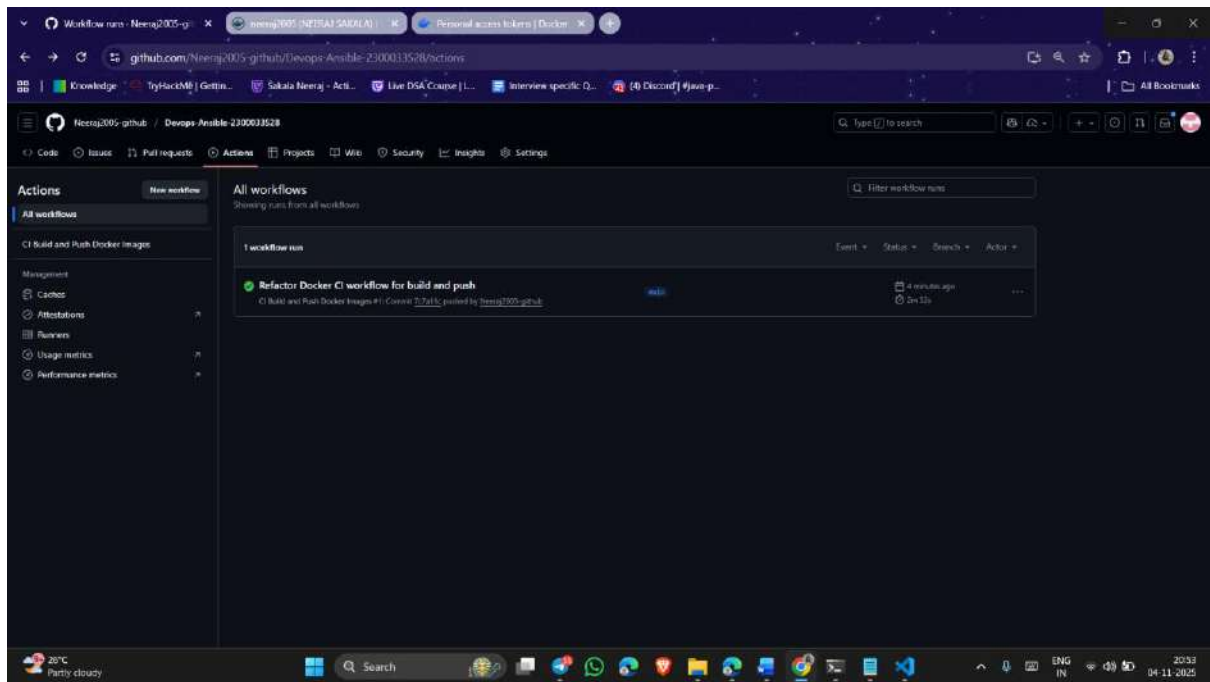 Workflow runs · Neeraj2005-gi
neeraj2005 (NEERAJ SAKALA) |
Personal access tokens | Docker
github.com/Neeraj2005-github/Devops-Ansible-2300033528/actions
Knowledge
TryHackMe | Gettin...
Sakala Neeraj - Acti...
Live DSA Course | L...
Interview specific Q...
(4) Discord | #java-p...
All Bookmarks
Neeraj2005-github / Devops-Ansible-2300033528
Type / to search
Code Issues Pull requests Actions Projects Wiki Security Insights Settings
Actions
New workflow
All workflows
CI Build and Push Docker Images
Management
Caches
Attestations
Runners
Usage metrics
Performance metrics
All workflows
Showing runs from all workflows
Filter workflow runs
1 workflow run
Event Status Branch Actor
Refactor Docker CI workflow for build and push
CI Build and Push Docker Images #1: Commit pushed by Neeraj2005-github
4 minutes ago
26°C
Partly cloudy
Search
ENG
IN
20:53
04-11-2025